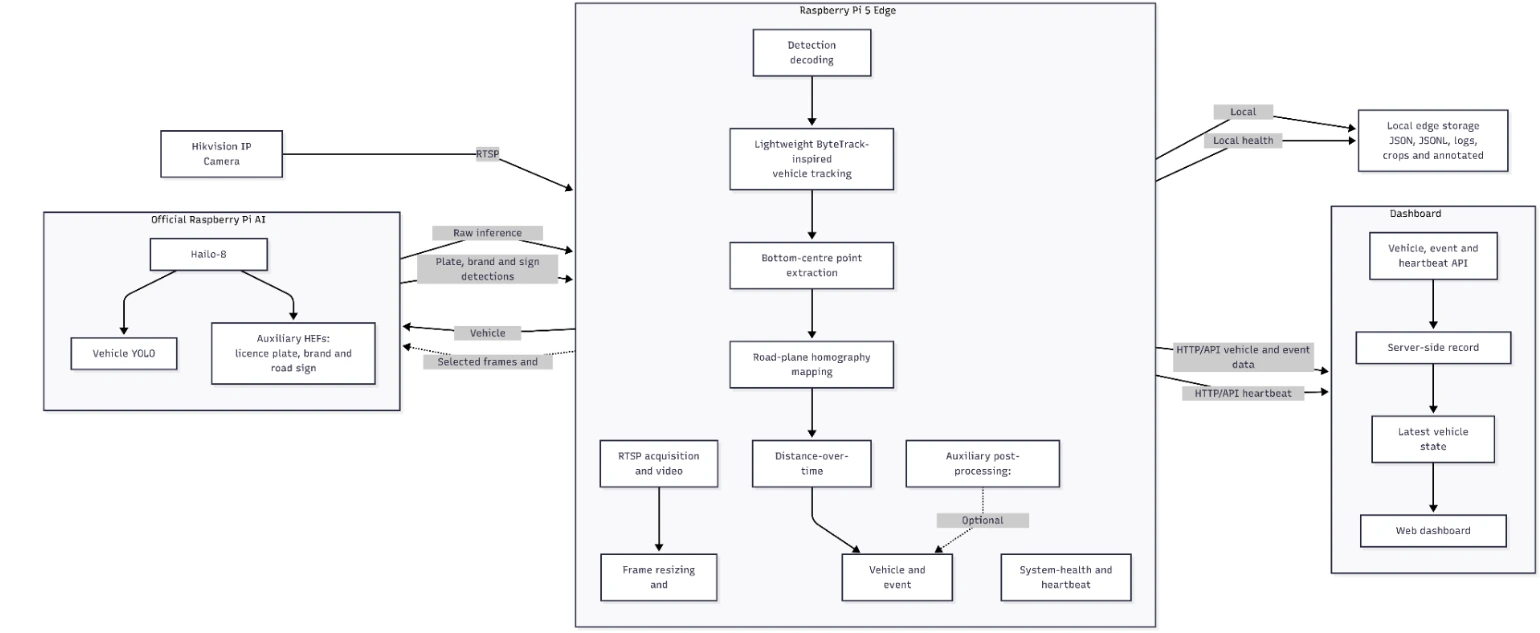 Raspberry Pi 5 Edge
Detection
decoding
Lightweight ByteTrack-
inspired
vehicle tracking
Bottom-centre point
extraction
Road-plane homography
mapping
RTSP acquisition
and video
Distance-over-
time
Auxiliary post-
processing:
Optional
Frame resizing
and
Vehicle and
event
System-health and
heartbeat
Hikvision IP
Camera
RTSP
Official Raspberry Pi AI
Hailo-8
Vehicle YOLO
Auxiliary HEFs:
licence plate, brand and
road sign
Raw inference
Plate, brand and sign
detections
Vehicle
Selected frames and
Local
Local health
Local edge storage
JSON, JSONL, logs,
crops and annotated
HTTP/API vehicle and event
data
HTTP/API heartbeat
Dashboard
Vehicle, event and
heartbeat API
Server-side record
Latest vehicle
state
Web dashboard